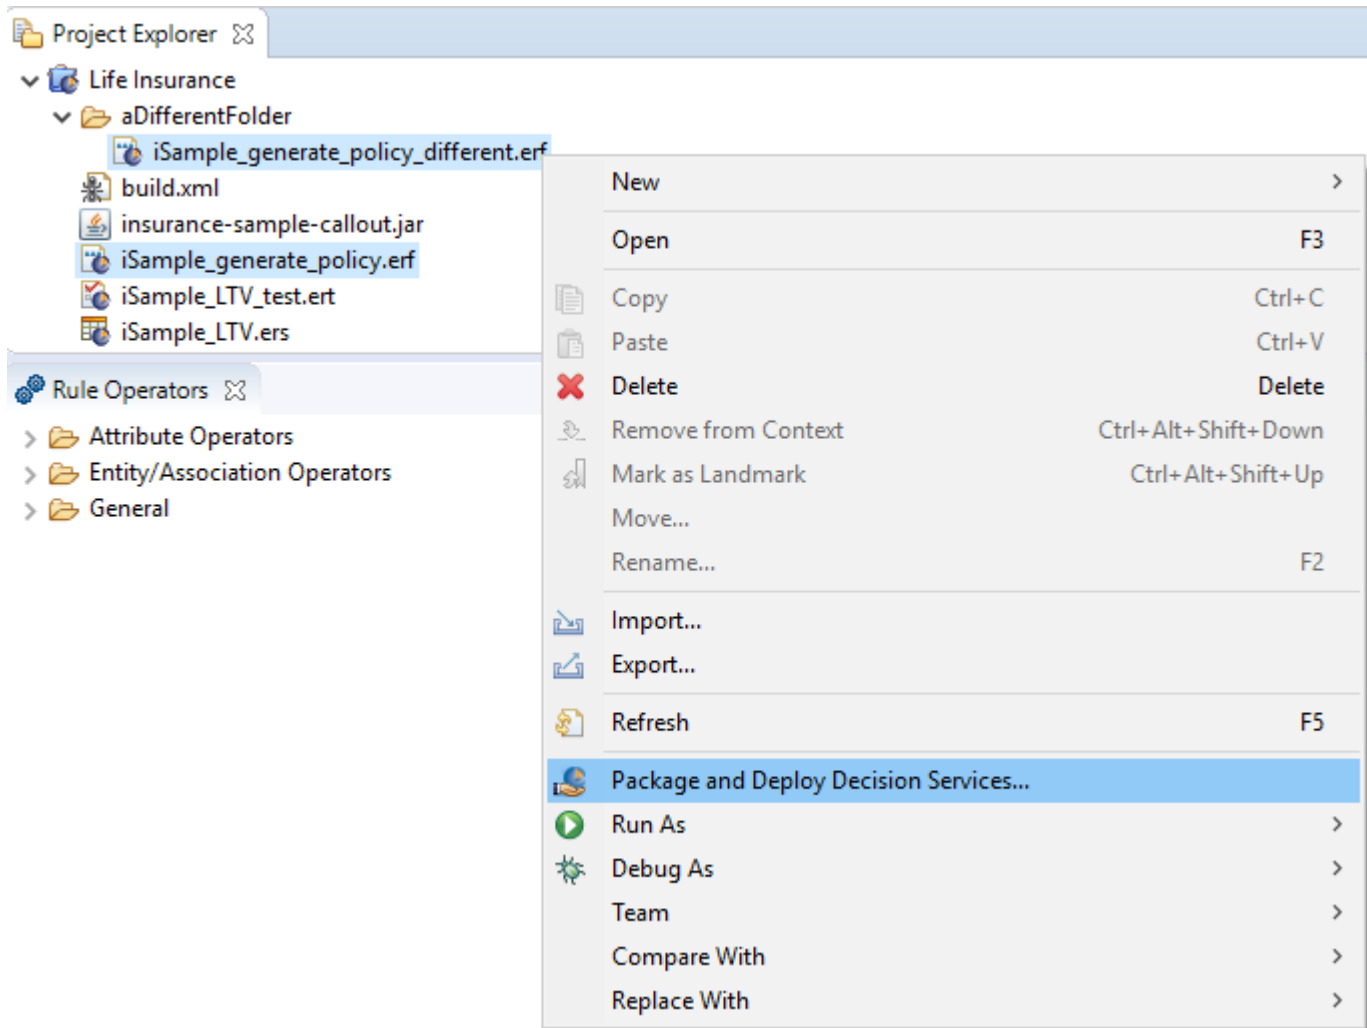 Project Explorer
Life Insurance
aDifferentFolder
iSample_generate_policy_different.erf
build.xml
insurance-sample-callout.jar
iSample_generate_policy.erf
iSample_LTV_test.ert
iSample_LTV.ers
Rule Operators
Attribute Operators
Entity/Association Operators
General
New
Open F3
Copy Ctrl+C
Paste Ctrl+V
Delete Delete
Remove from Context Ctrl+Alt+Shift+Down
Mark as Landmark Ctrl+Alt+Shift+Up
Move...
Rename... F2
Import...
Export...
Refresh F5
Package and Deploy Decision Services...
Run As
Debug As
Team
Compare With
Replace With